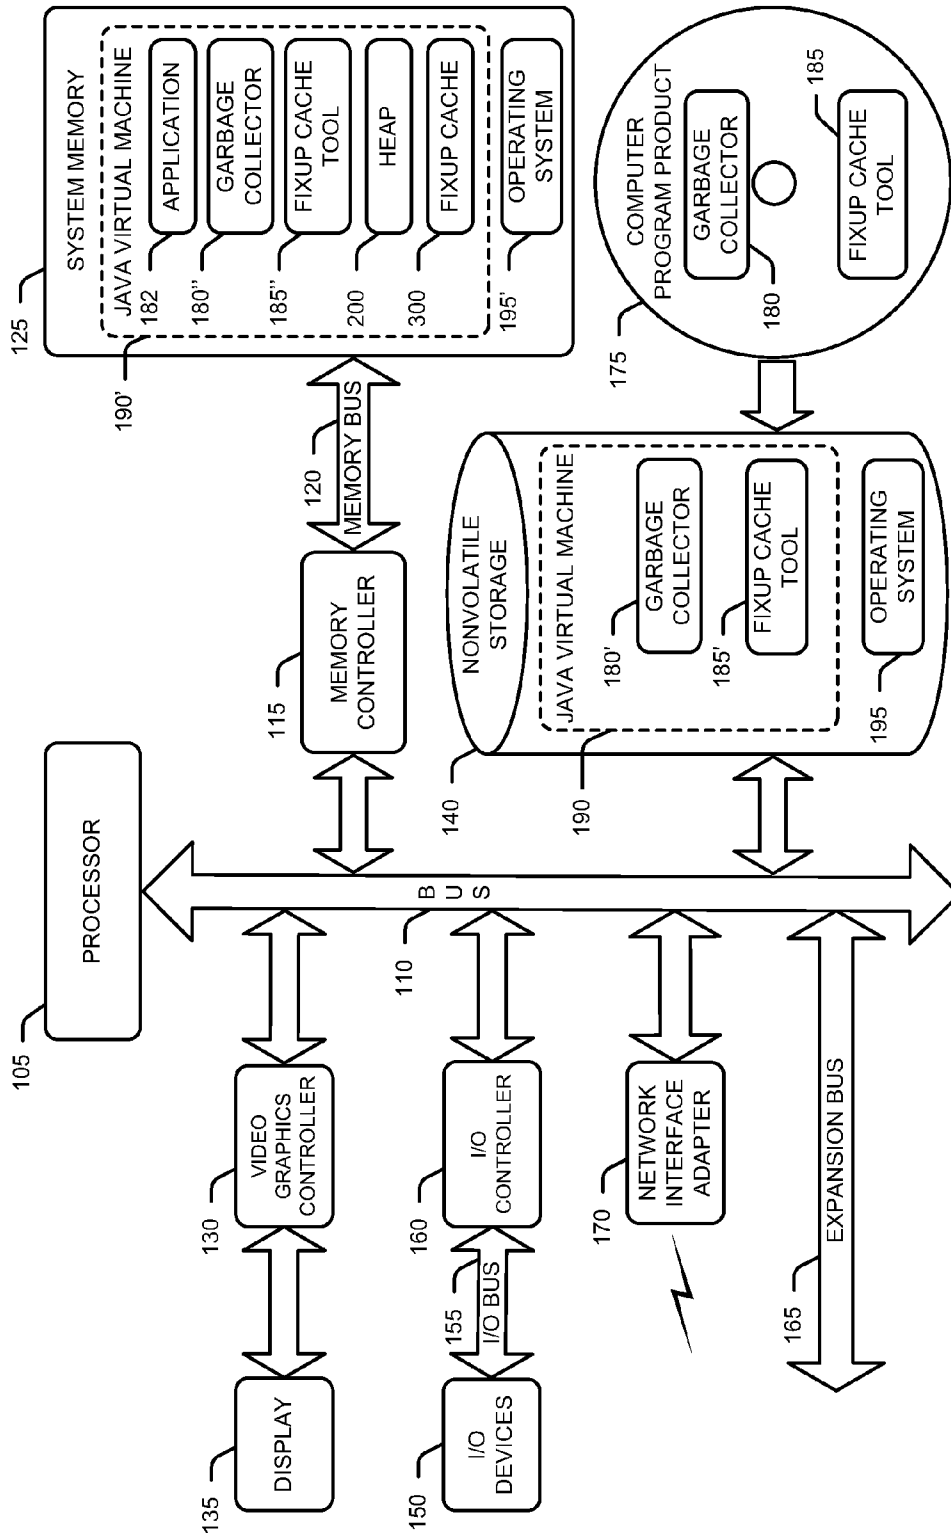 105
PROCESSOR
125
SYSTEM MEMORY
JAVA VIRTUAL MACHINE
182
APPLICATION
180"
GARBAGE
COLLECTOR
185"
FIXUP CACHE
TOOL
200
HEAP
300
FIXUP CACHE
195'
OPERATING
SYSTEM
190'
120
MEMORY BUS
115
MEMORY
CONTROLLER
135
DISPLAY
130
VIDEO
GRAPHICS
CONTROLLER
110
BUS
150
I/O
DEVICES
155
I/O BUS
160
I/O
CONTROLLER
170
NETWORK
INTERFACE
ADAPTER
165
EXPANSION BUS
140
NONVOLATILE
STORAGE
190
JAVA VIRTUAL MACHINE
180'
GARBAGE
COLLECTOR
185'
FIXUP CACHE
TOOL
195
OPERATING
SYSTEM
175
COMPUTER
PROGRAM PRODUCT
GARBAGE
COLLECTOR
180
185
FIXUP CACHE
TOOL